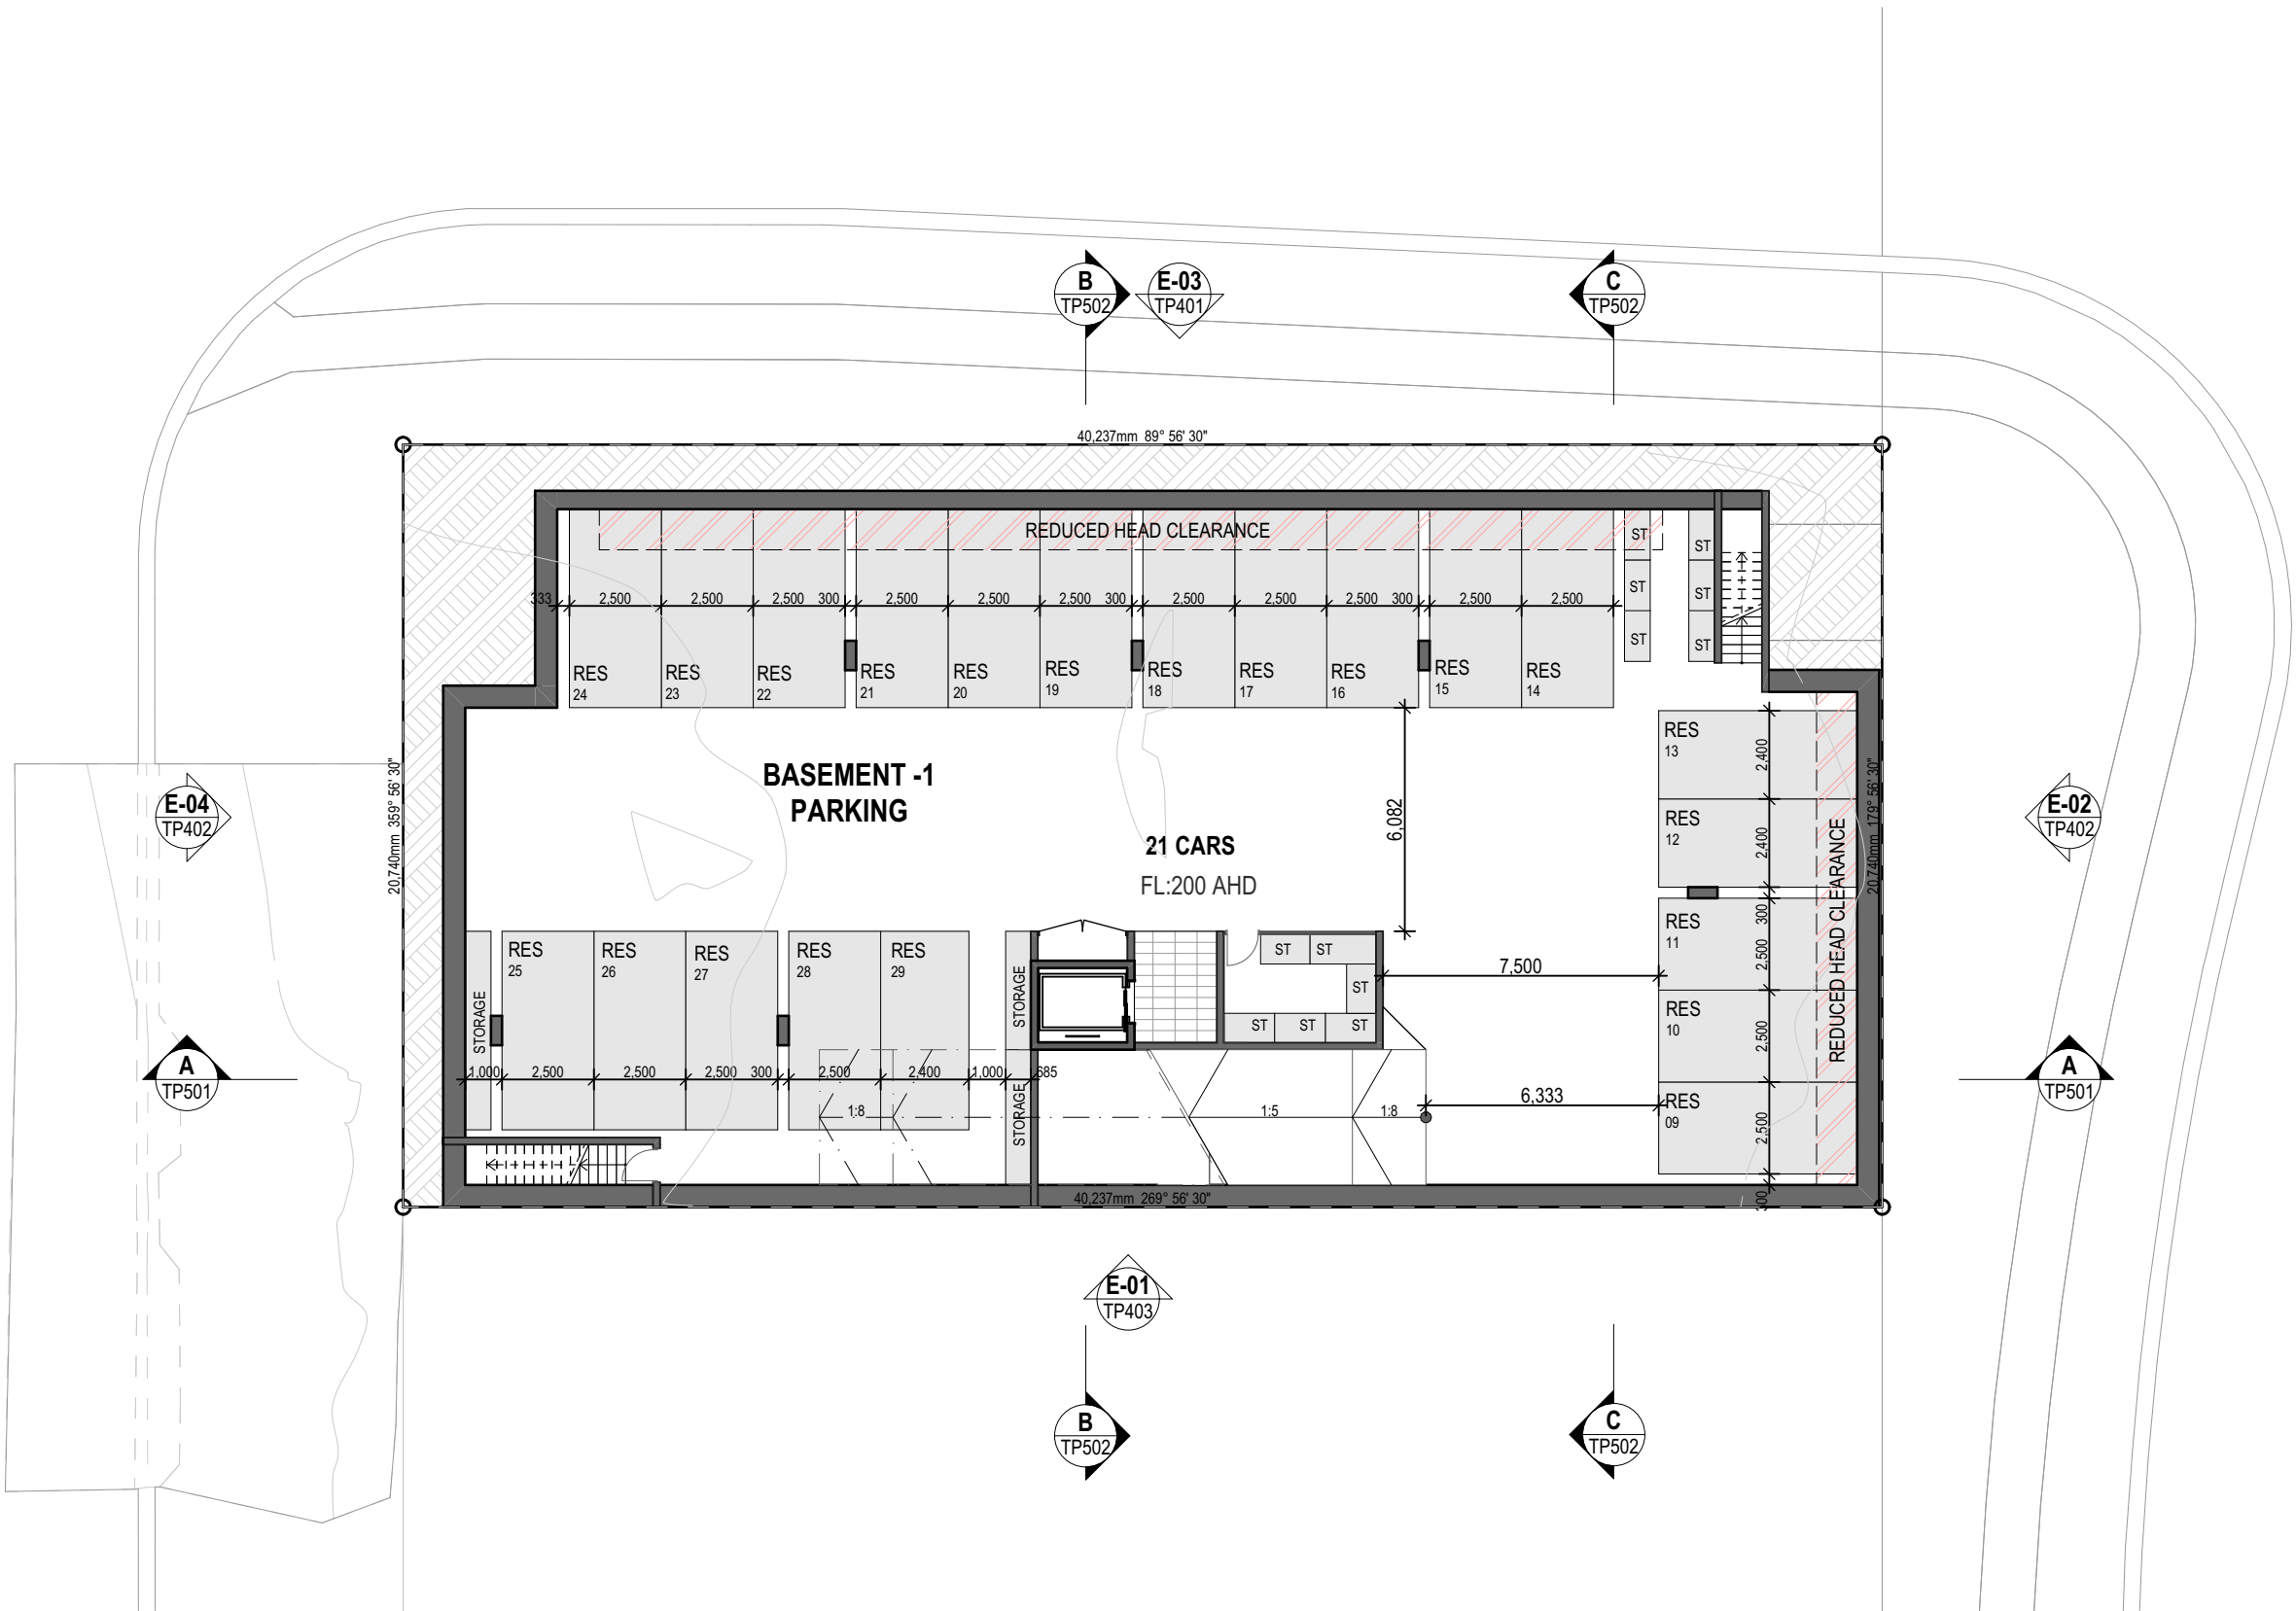 B
TP502
E-03
TP401
C
TP502
40,237mm 89° 56' 30"
REDUCED HEAD CLEARANCE
ST
ST
ST
ST
ST
ST
333
2,500
2,500
2,500
300
2,500
2,500
2,500
300
2,500
2,500
2,500
300
2,500
2,500
RES
24
RES
23
RES
22
RES
21
RES
20
RES
19
RES
18
RES
17
RES
16
RES
15
RES
14
RES
13
2,400
RES
12
2,400
300
RES
11
2,500
RES
10
2,500
RES
09
2,500
300
REDUCED HEAD CLEARANCE
20,740mm 179° 56' 30"
20,740mm 359° 56' 30"
E-04
TP402
E-02
TP402
BASEMENT -1
PARKING
21 CARS
FL:200 AHD
6,082
7,500
6,333
STORAGE
RES
25
RES
26
RES
27
RES
28
RES
29
STORAGE
STORAGE
ST
ST
ST
ST
ST
ST
1,000
2,500
2,500
2,500
300
2,500
2,400
1,000
685
1:8
1:5
1:8
A
TP501
A
TP501
40,237mm 269° 56' 30"
E-01
TP403
B
TP502
C
TP502